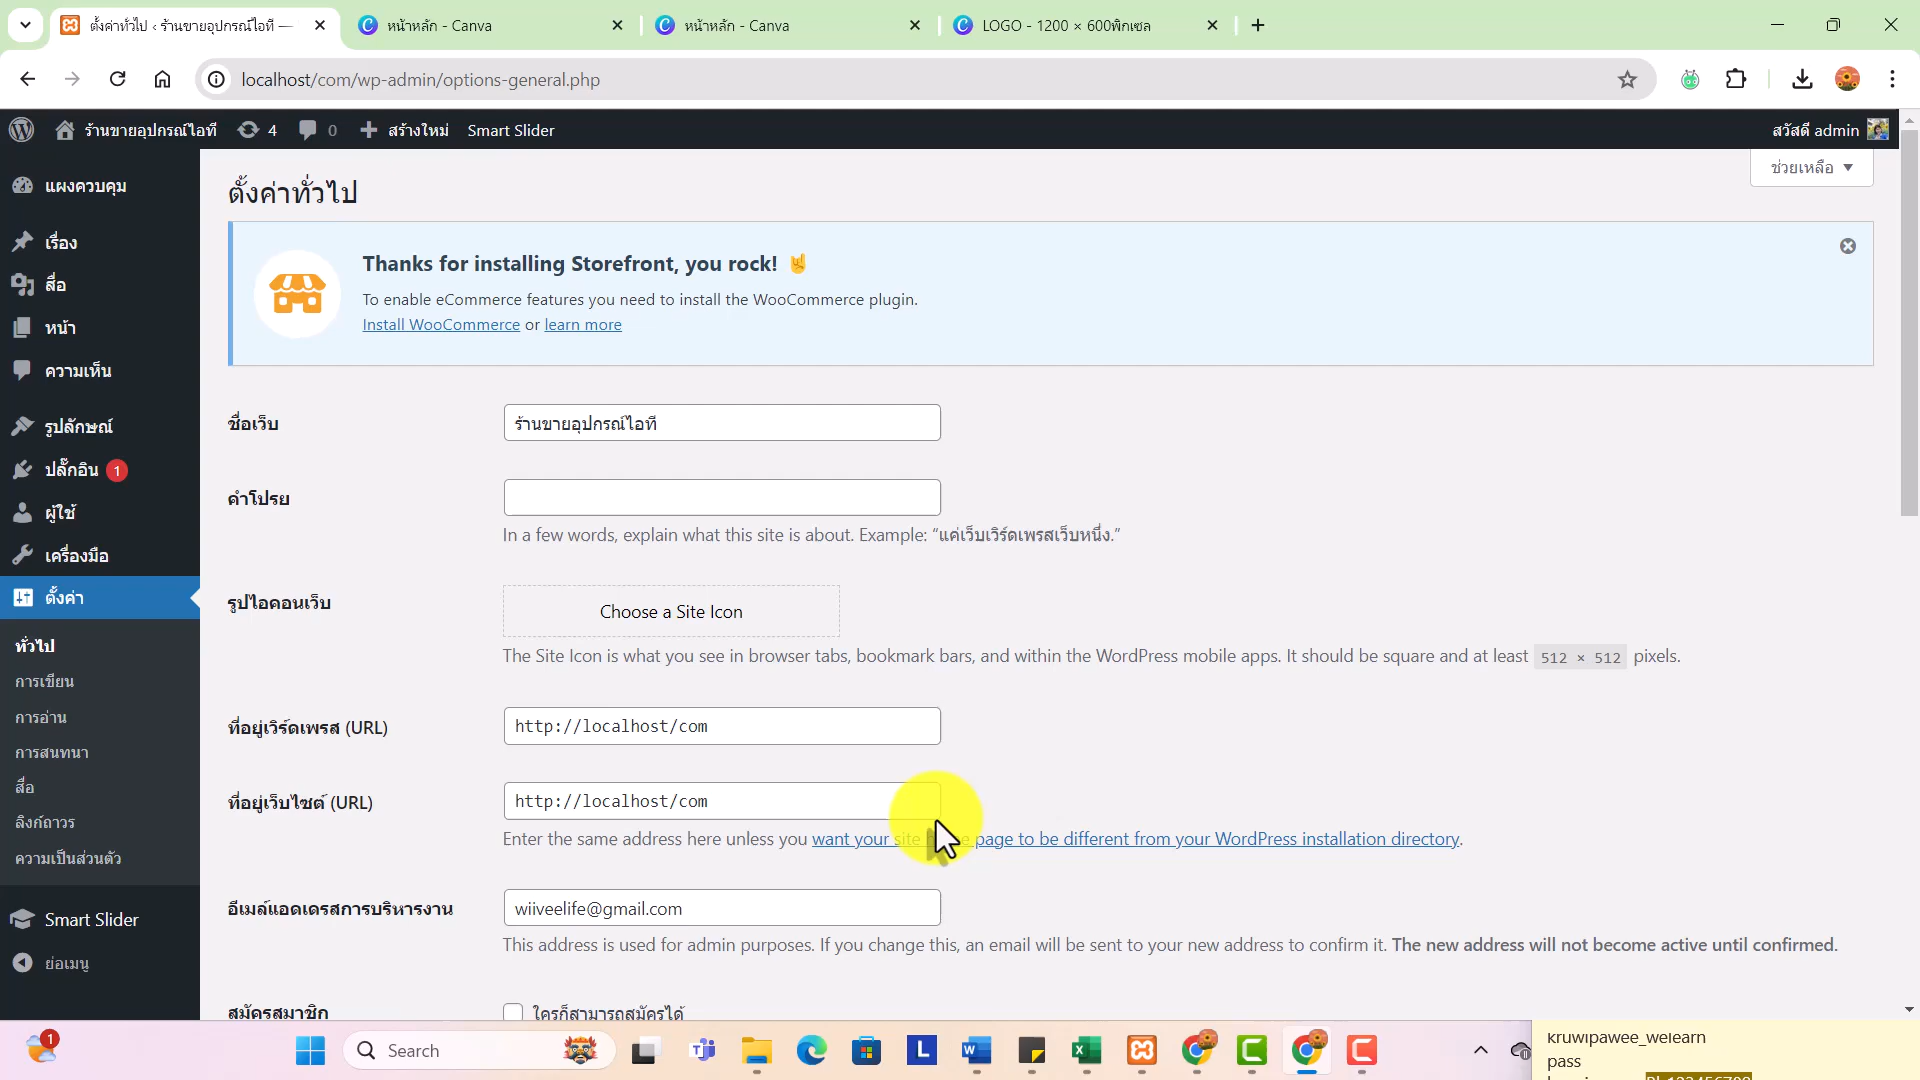 ตั้งค่าทั่วไป ‹ ร้านขายอุปกรณ์ไอที —
หน้าหลัก - Canva
หน้าหลัก - Canva
LOGO - 1200 × 600พิกเซล
localhost/com/wp-admin/options-general.php
ร้านขายอุปกรณ์ไอที
4
0
สร้างใหม่
Smart Slider
สวัสดี admin
แผงควบคุม
เรื่อง
สื่อ
หน้า
ความเห็น
รูปลักษณ์
ปลั๊กอิน 1
ผู้ใช้
เครื่องมือ
ตั้งค่า
ทั่วไป
การเขียน
การอ่าน
การสนทนา
สื่อ
ลิงก์ถาวร
ความเป็นส่วนตัว
Smart Slider
ย่อเมนู
ช่วยเหลือ
ตั้งค่าทั่วไป
Thanks for installing Storefront, you rock! 🤘
To enable eCommerce features you need to install the WooCommerce plugin.
Install WooCommerce or learn more
ชื่อเว็บ
ร้านขายอุปกรณ์ไอที
คำโปรย
In a few words, explain what this site is about. Example: “แค่เว็บเวิร์ดเพรสเว็บหนึ่ง.”
รูปไอคอนเว็บ
Choose a Site Icon
The Site Icon is what you see in browser tabs, bookmark bars, and within the WordPress mobile apps. It should be square and at least 512 × 512 pixels.
ที่อยู่เวิร์ดเพรส (URL)
http://localhost/com
ที่อยู่เว็บไซต์ (URL)
http://localhost/com
Enter the same address here unless you want your site page to be different from your WordPress installation directory.
อีเมล์แอดเดรสการบริหารงาน
wiiveelife@gmail.com
This address is used for admin purposes. If you change this, an email will be sent to your new address to confirm it. The new address will not become active until confirmed.
สมัครสมาชิก
ใครก็สามารถสมัครได้
1
Search
kruwipawee_welearn
pass